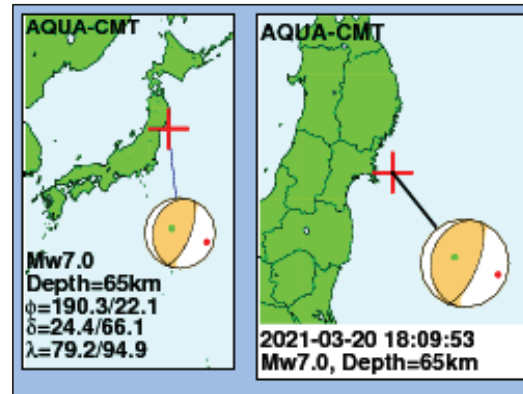 AQUA-CMT
Mw7.0
Depth=65km
ϕ=190.3/22.1
δ=24.4/66.1
λ=79.2/94.9
AQUA-CMT
2021-03-20 18:09:53
Mw7.0, Depth=65km